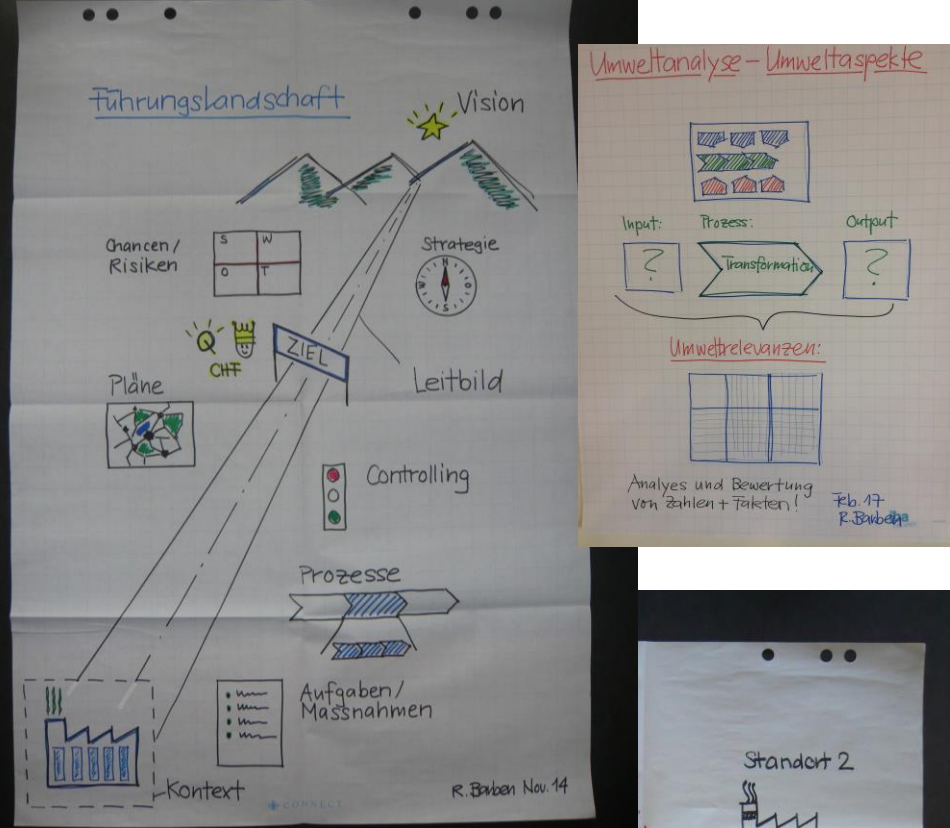 Führungslandschaft
Vision
Chancen/
Risiken
S W
O T
Strategie
N
W O
S
ZIEL
CHF
Leitbild
Pläne
Controlling
Prozesse
Aufgaben/
Massnahmen
Kontext
CONNECT
R. Barben Nov. 14
Umweltanalyse – Umweltaspekte
Input: Prozess: Output
? Transformation ?
Umweltrelevanzen:
Analyes und Bewertung
von Zahlen + Fakten!
Feb. 17
R. Barben
Standort 2